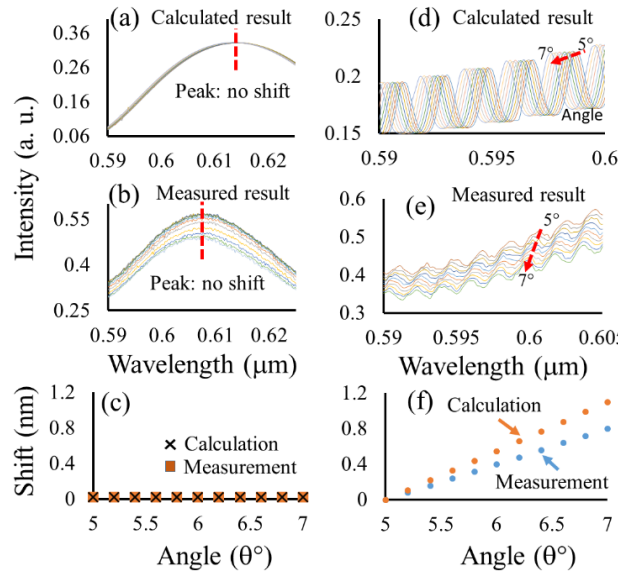 (a) Calculated result
0.36
0.26
0.16
0.06
Peak: no shift
0.59
0.6
0.61
0.62
(d) Calculated result
0.25
0.2
0.15
7°
5°
Angle
0.59
0.595
0.6
Intensity (a. u.)
(b) Measured result
0.55
0.4
0.25
Peak: no shift
0.59
0.6
0.61
0.62
Wavelength (μm)
Measured result
(e)
0.6
0.5
0.4
0.3
5°
7°
0.59
0.595
0.6
0.605
Wavelength (μm)
Shift (nm)
1.2
0.8
0.4
0
(c)
Calculation
Measurement
5
5.5
6
6.5
7
Angle (θ°)
1.2
0.8
0.4
0
(f)
Calculation
Measurement
5
5.5
6
6.5
7
Angle (θ°)